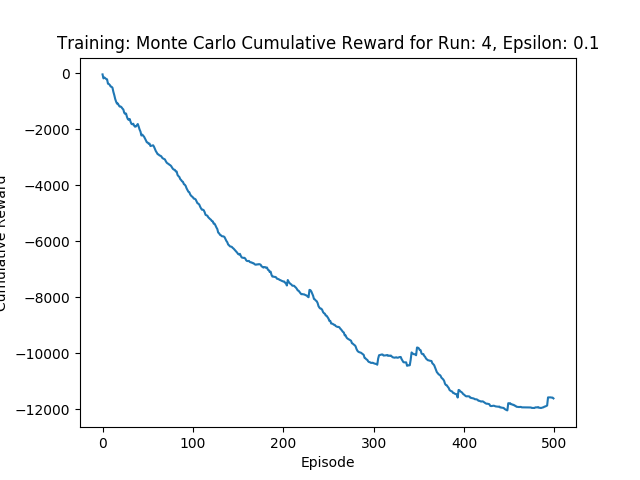 Training: Monte Carlo Cumulative Reward for Run: 4, Epsilon: 0.1
0
−2000
−4000
−6000
−8000
−10000
−12000
Cumulative Reward
0 100 200 300 400 500
Episode